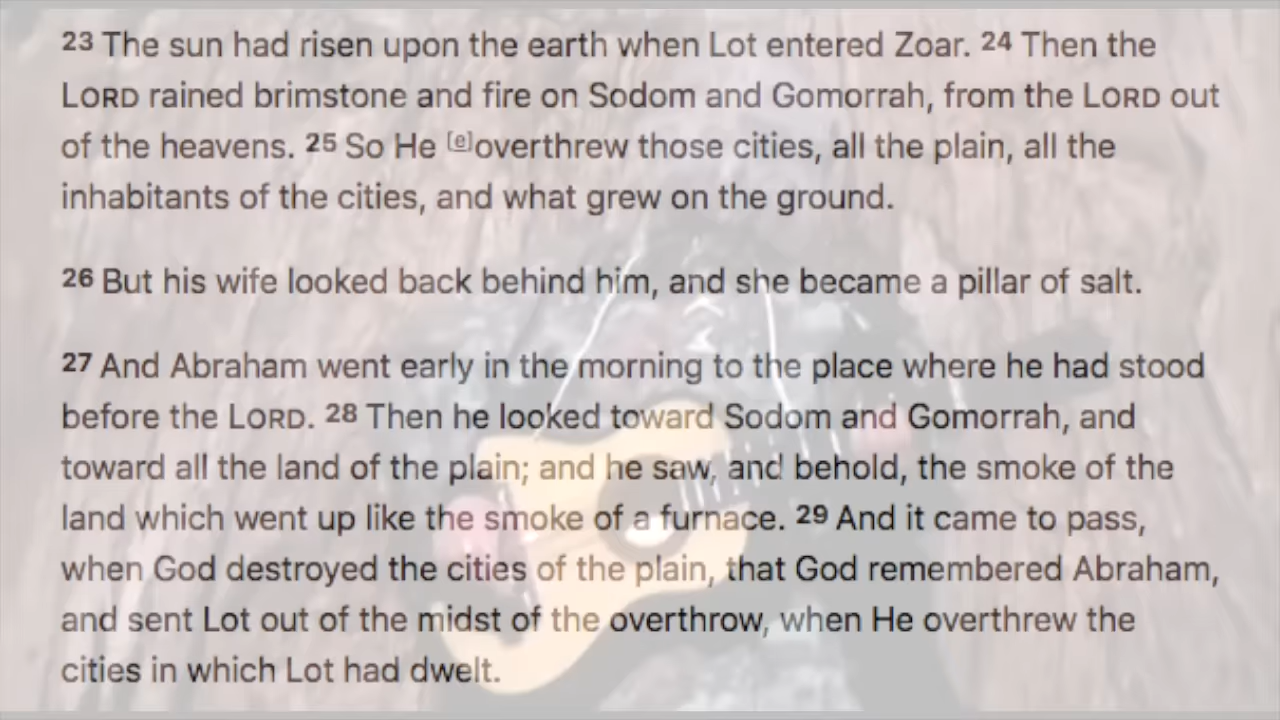 23 The sun had risen upon the earth when Lot entered Zoar. 24 Then the
LORD rained brimstone and fire on Sodom and Gomorrah, from the LORD out
of the heavens. 25 So He [e]overthrew those cities, all the plain, all the
inhabitants of the cities, and what grew on the ground.
26 But his wife looked back behind him, and she became a pillar of salt.
27 And Abraham went early in the morning to the place where he had stood
before the LORD. 28 Then he looked toward Sodom and Gomorrah, and
toward all the land of the plain; and he saw, and behold, the smoke of the
land which went up like the smoke of a furnace. 29 And it came to pass,
when God destroyed the cities of the plain, that God remembered Abraham,
and sent Lot out of the midst of the overthrow, when He overthrew the
cities in which Lot had dwelt.